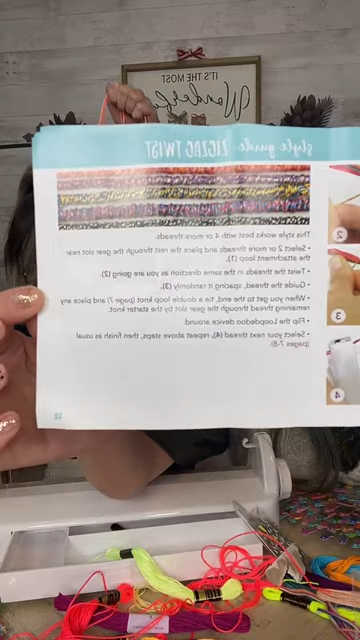 IT'S THE MOST
Wonderful
style guide: ZIGZAG TWIST
This style works best with 4 or more threads.
• Select 2 or more threads and place the rest through the gear slot near
the attachment loop (1).
• Twist the threads in the same direction as you are going (2).
• Guide the thread, spacing it randomly (3).
• When you get to the end, tie a double loop knot (page 7) and place any
remaining thread through the gear slot by the starter knot.
• Flip the Loopdedoo device around
• Select your next thread (4), repeat above steps, then finish as usual
(pages 7-8).
12
2
3
4